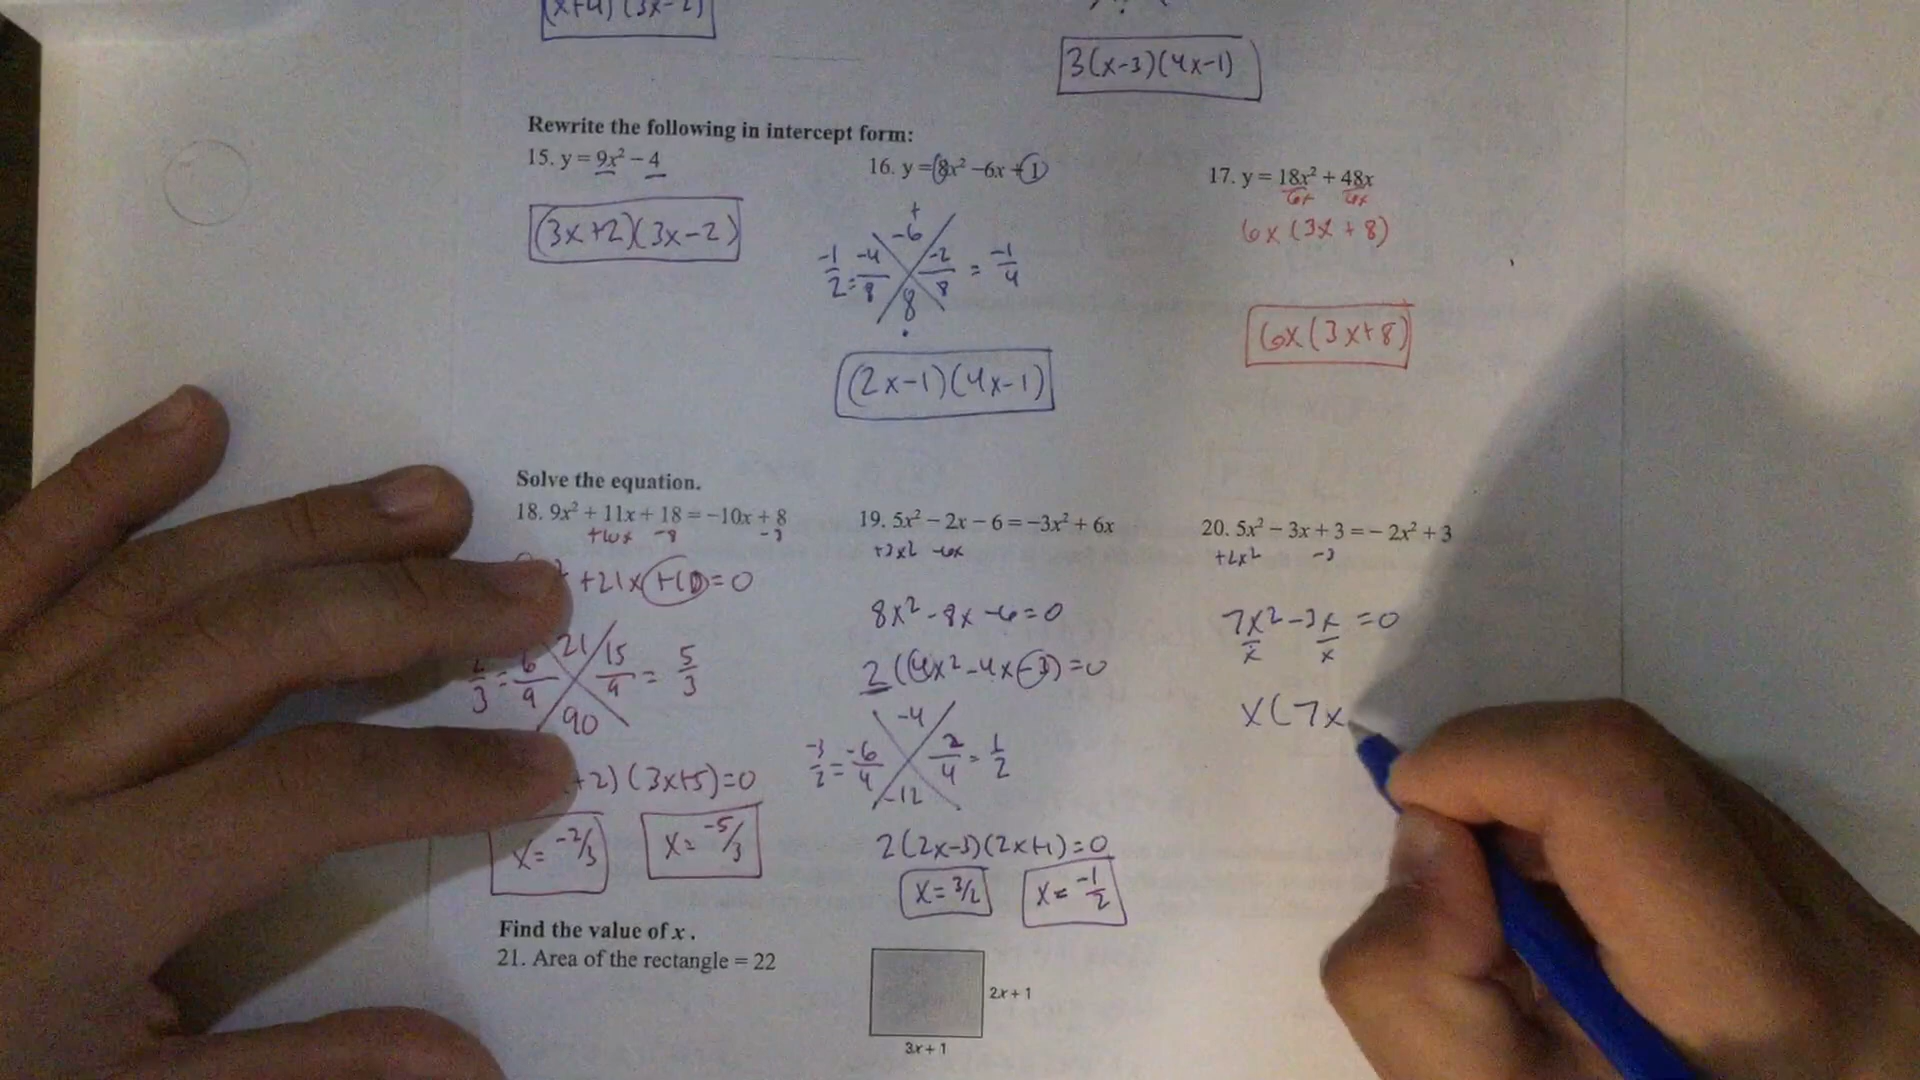 (x+4)(3x-2)
3(x-3)(4x-1)
Rewrite the following in intercept form:
15. y = 9x² − 4
(3x+2)(3x-2)
16. y = 8x² −6x + 1
+
-6
-1/2 = -4/8
-2/8 = -1/4
8
(2x-1)(4x-1)
17. y = 18x² + 48x
6x 6x
6x(3x+8)
6x(3x+8)
Solve the equation.
18. 9x² + 11x + 18 = −10x + 8
+10x -8 -8
+21x+10=0
21
6/9
15/9 = 5/3
90
+2)(3x+5)=0
x=-2/3 x=-5/3
19. 5x² − 2x − 6 = −3x² + 6x
+3x² -6x
8x²-8x-6=0
2(4x²-4x-3)=0
-4
-3/2 = -6/4
2/4 = 1/2
-12
2(2x-3)(2x+1)=0
x=3/2 x=-1/2
20. 5x² − 3x + 3 = − 2x² + 3
+2x² -3
7x²-3x=0
x x
x(7x
Find the value of x .
21. Area of the rectangle = 22
2x + 1
3x + 1